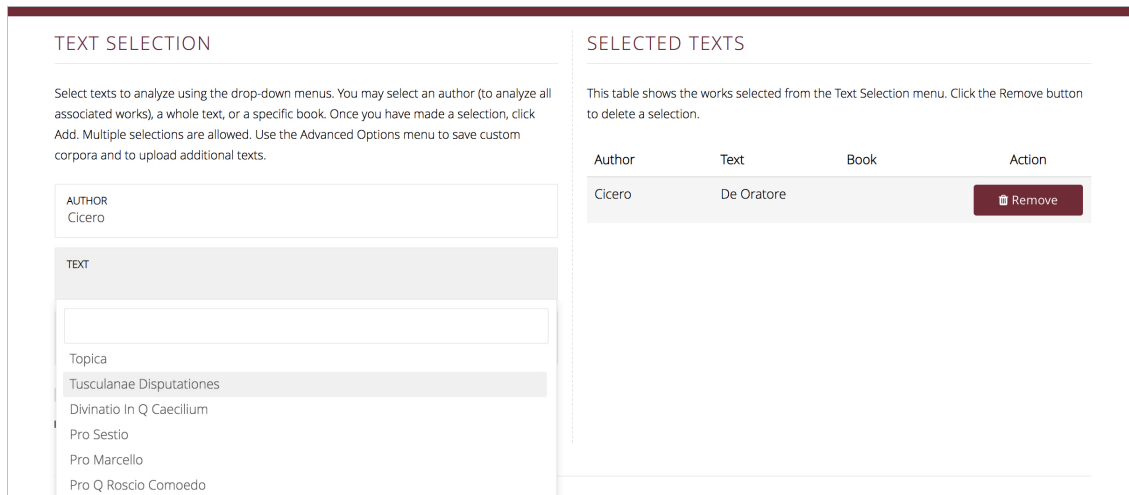 TEXT SELECTION
Select texts to analyze using the drop-down menus. You may select an author (to analyze all
associated works), a whole text, or a specific book. Once you have made a selection, click
Add. Multiple selections are allowed. Use the Advanced Options menu to save custom
corpora and to upload additional texts.
AUTHOR
Cicero
TEXT
Topica
Tusculanae Disputationes
Divinatio In Q Caecilium
Pro Sestio
Pro Marcello
Pro Q Roscio Comoedo
SELECTED TEXTS
This table shows the works selected from the Text Selection menu. Click the Remove button
to delete a selection.
Author Text Book Action
Cicero De Oratore Remove